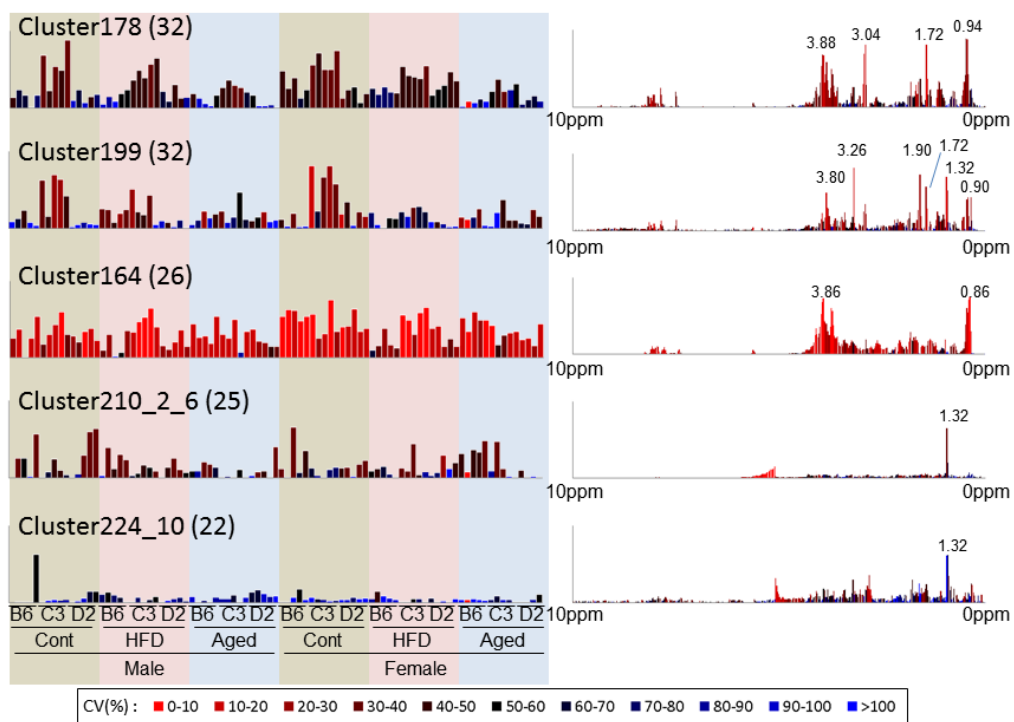 Cluster178 (32)
3.88 3.04 1.72 0.94
10ppm 0ppm
Cluster199 (32)
3.80 3.26 1.90 1.72 1.32 0.90
10ppm 0ppm
Cluster164 (26)
3.86 0.86
10ppm 0ppm
Cluster210_2_6 (25)
1.32
10ppm 0ppm
Cluster224_10 (22)
1.32
10ppm 0ppm
B6 C3 D2 B6 C3 D2 B6 C3 D2 B6 C3 D2 B6 C3 D2 B6 C3 D2
Cont HFD Aged Cont HFD Aged
Male Female
CV(%) : 0-10 10-20 20-30 30-40 40-50 50-60 60-70 70-80 80-90 90-100 >100